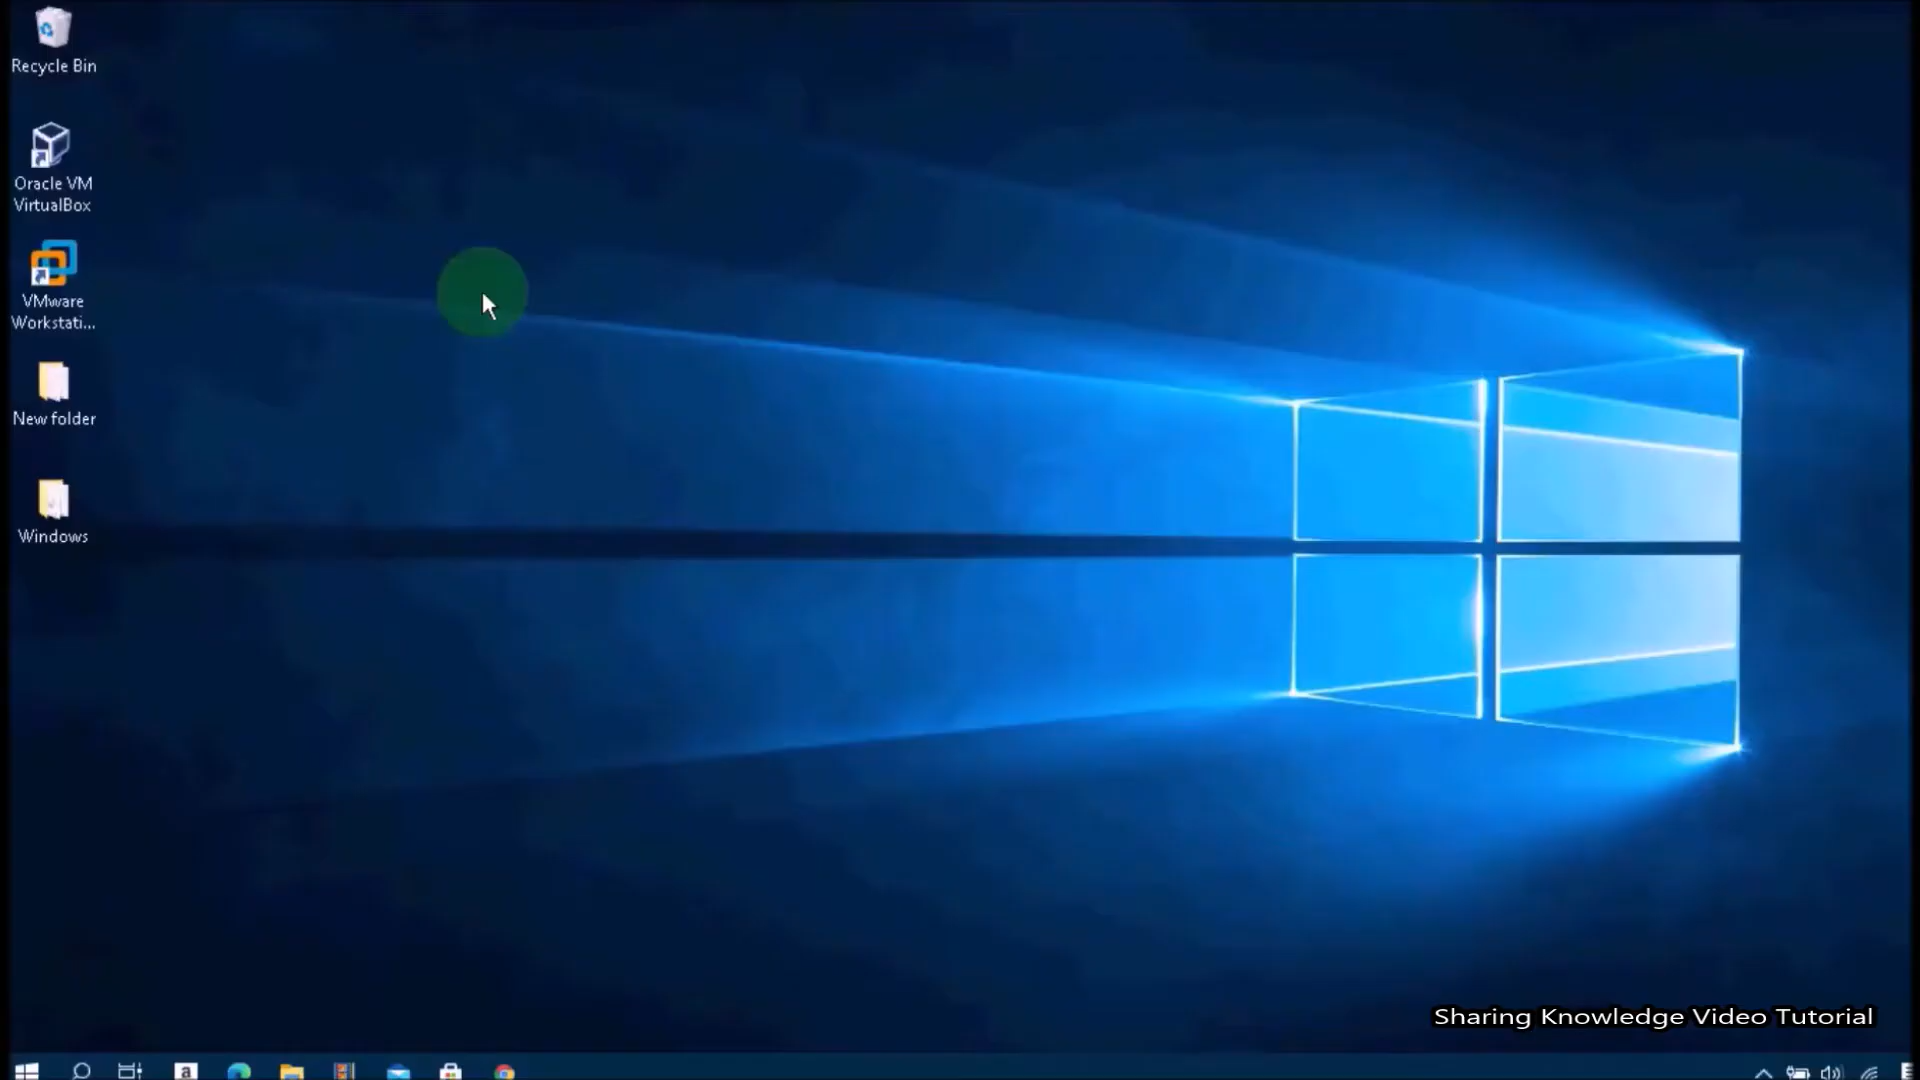 Recycle Bin
Oracle VM
VirtualBox
VMware
Workstati...
New folder
Windows
Sharing Knowledge Video Tutorial
a